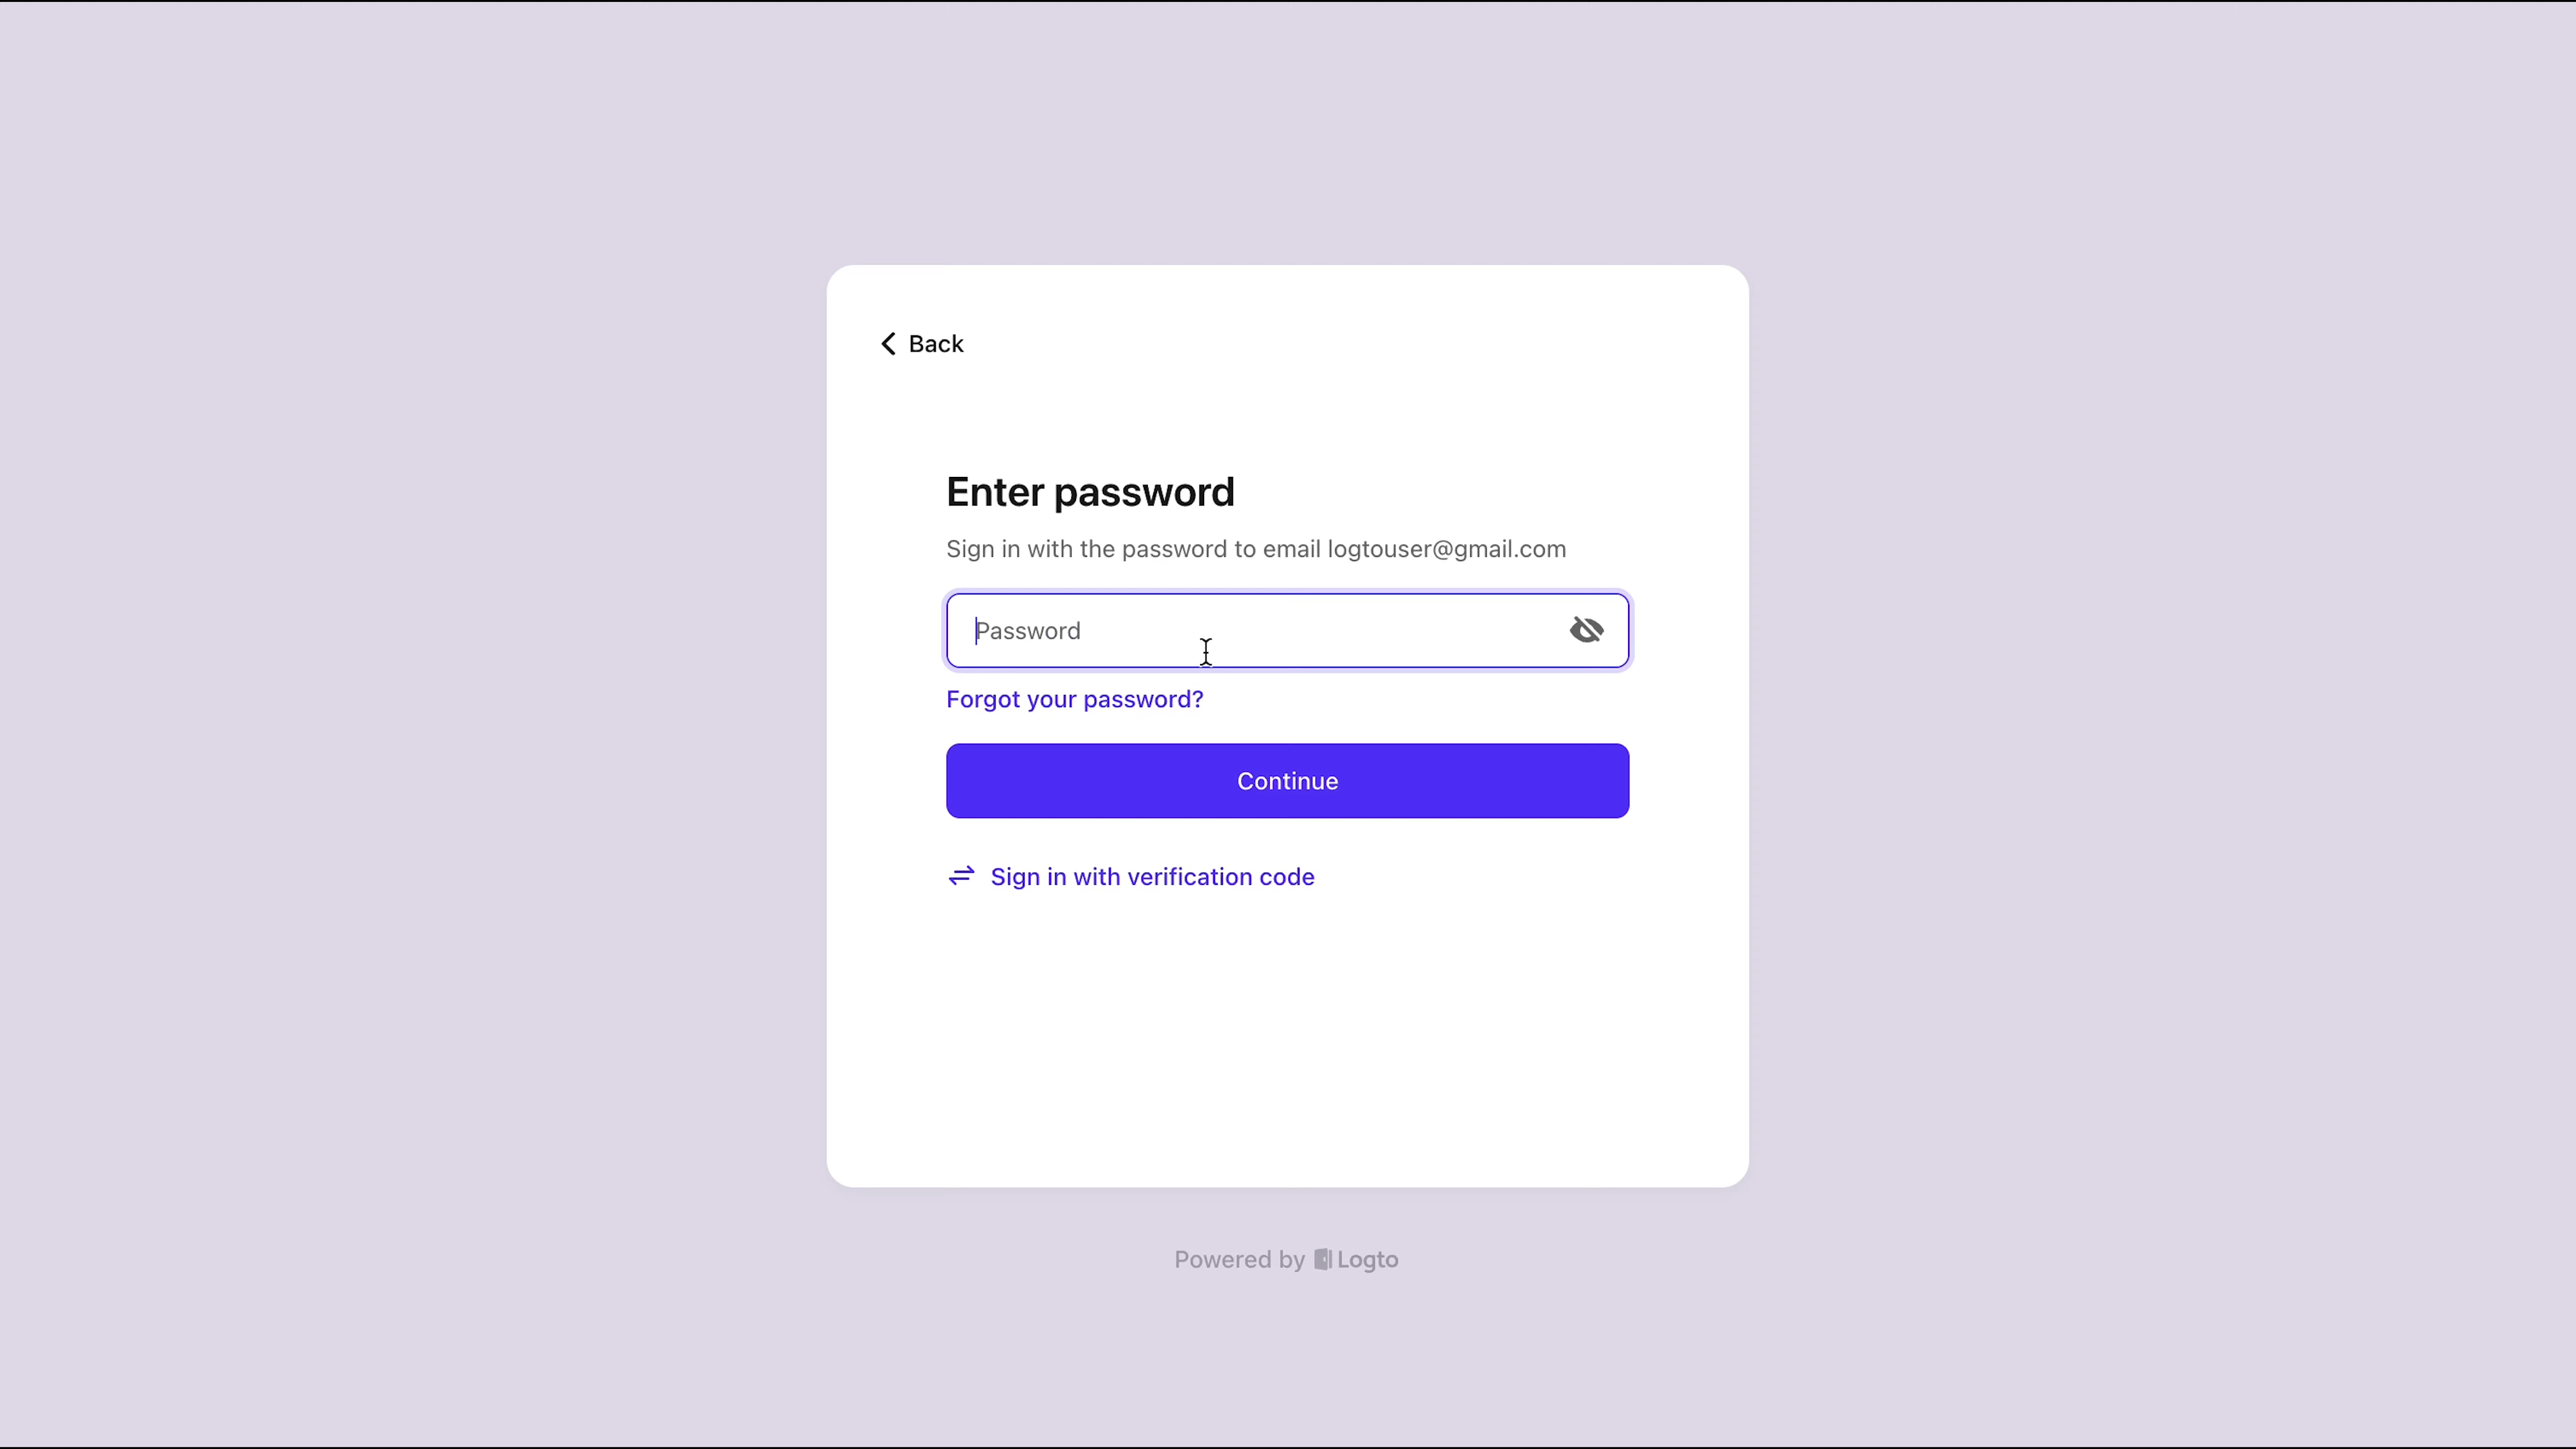 Back
Enter password
Sign in with the password to email logtouser@gmail.com
Password
Forgot your password?
Continue
Sign in with verification code
Powered by Logto